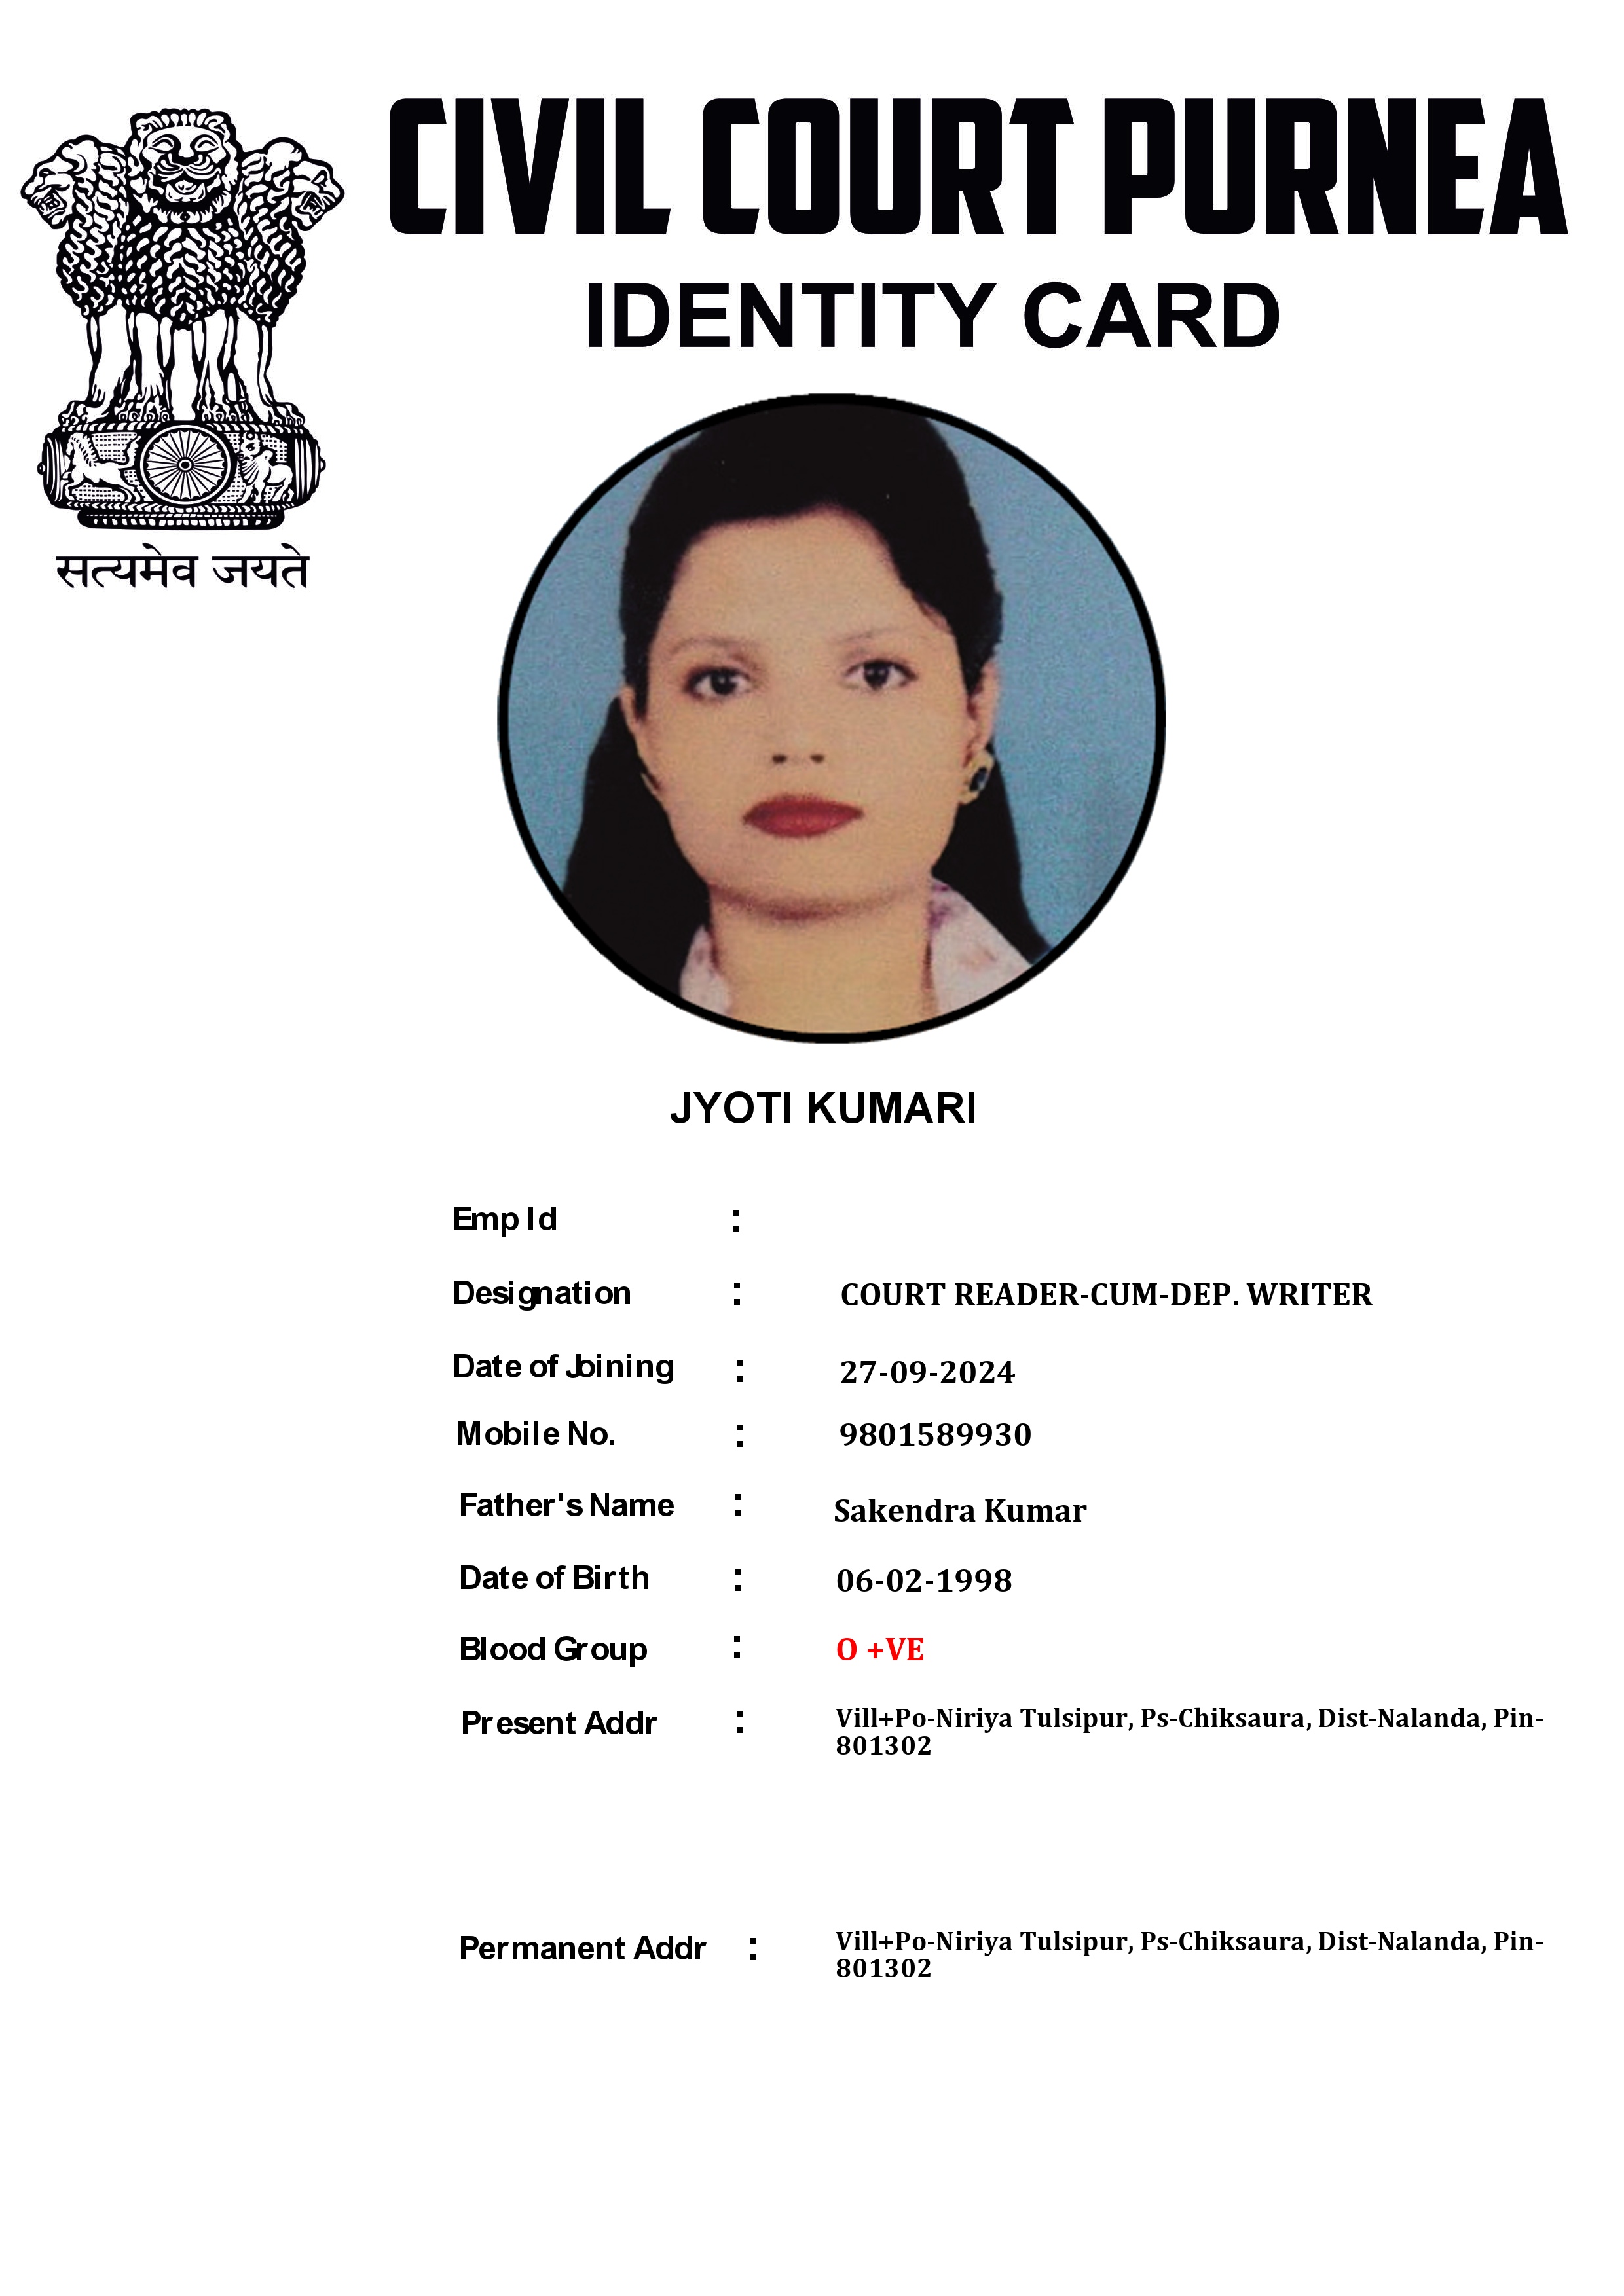 CIVIL COURT PURNEA
IDENTITY CARD
सत्यमेव जयते
JYOTI KUMARI
Emp Id :
Designation : COURT READER-CUM-DEP. WRITER
Date of Joining : 27-09-2024
Mobile No. : 9801589930
Father's Name : Sakendra Kumar
Date of Birth : 06-02-1998
Blood Group : O +VE
Present Addr : Vill+Po-Niriya Tulsipur, Ps-Chiksaura, Dist-Nalanda, Pin-
801302
Permanent Addr : Vill+Po-Niriya Tulsipur, Ps-Chiksaura, Dist-Nalanda, Pin-
801302